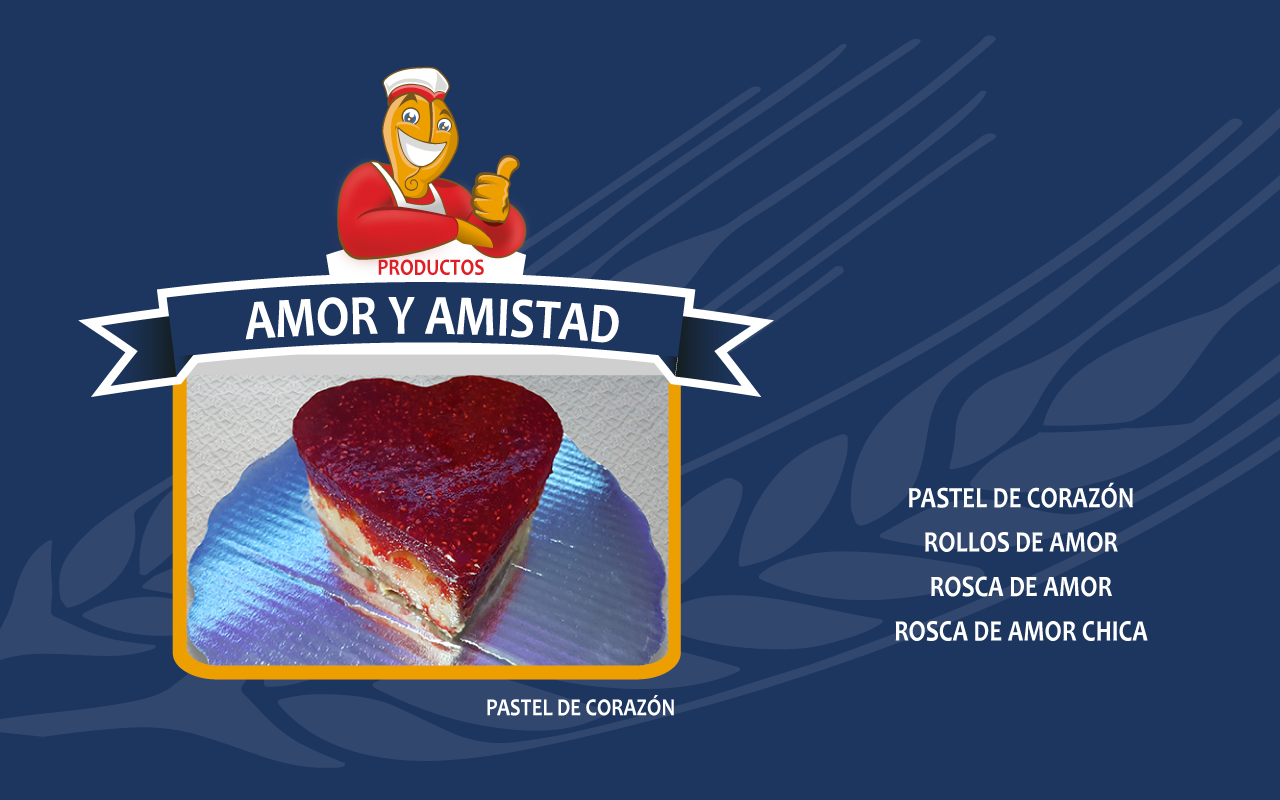 PRODUCTOS
AMOR Y AMISTAD
PASTEL DE CORAZÓN
ROLLOS DE AMOR
ROSCA DE AMOR
ROSCA DE AMOR CHICA
PASTEL DE CORAZÓN